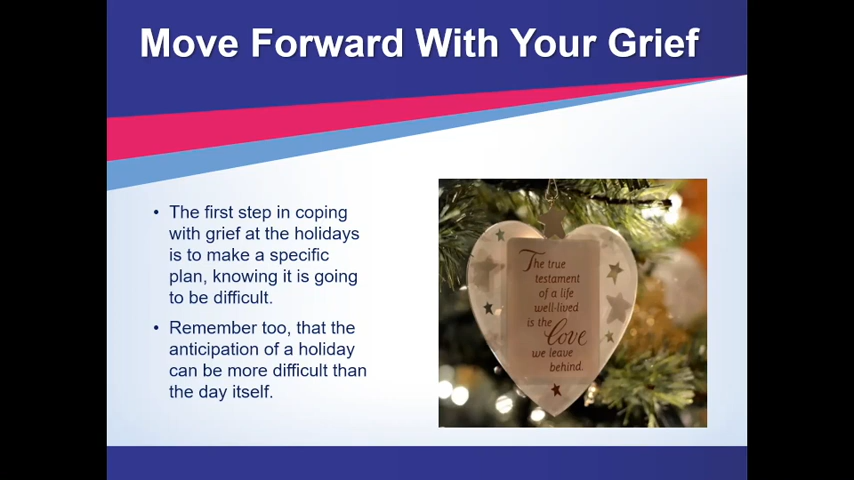 Move Forward With Your Grief
• The first step in coping
with grief at the holidays
is to make a specific
plan, knowing it is going
to be difficult.
• Remember too, that the
anticipation of a holiday
can be more difficult than
the day itself.
The true
testament
of a life
well-lived
is the love
we leave
behind.